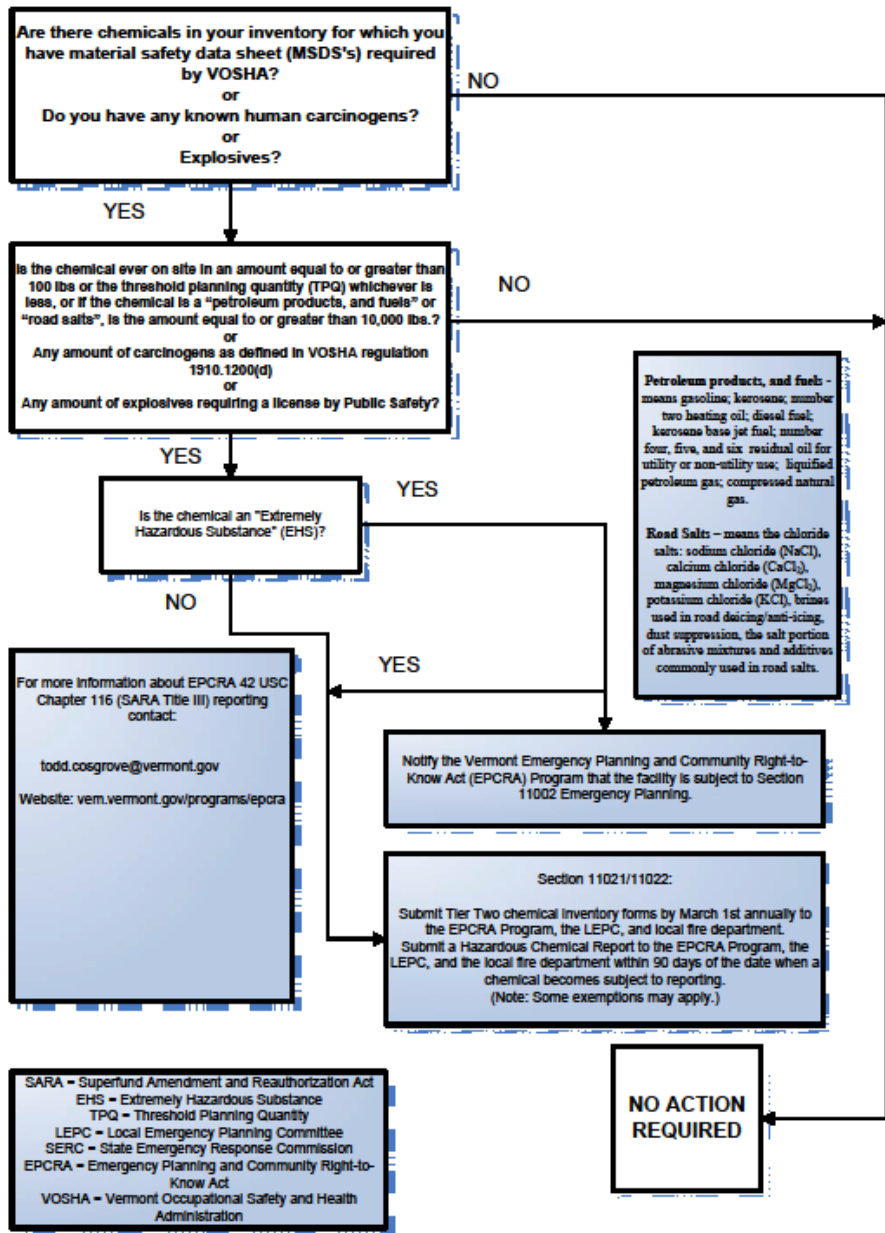 Are there chemicals in your inventory for which you
have material safety data sheet (MSDS's) required
by VOSHA?
or
Do you have any known human carcinogens?
or
Explosives?
NO
YES
Is the chemical ever on site in an amount equal to or greater than
100 lbs or the threshold planning quantity (TPQ) whichever is
less, or if the chemical is a “petroleum products, and fuels” or
“road salts”, is the amount equal to or greater than 10,000 lbs.?
or
Any amount of carcinogens as defined in VOSHA regulation
1910.1200(d)
or
Any amount of explosives requiring a license by Public Safety?
NO
YES
Petroleum products, and fuels -
means gasoline; kerosene; number
two heating oil; diesel fuel;
kerosene base jet fuel; number
four, five, and six residual oil for
utility or non-utility use; liquified
petroleum gas; compressed natural
gas.
Road Salts – means the chloride
salts: sodium chloride (NaCl),
calcium chloride (CaCl₂),
magnesium chloride (MgCl₂),
potassium chloride (KCl), brines
used in road deicing/anti-icing,
dust suppression, the salt portion
of abrasive mixtures and additives
commonly used in road salts.
Is the chemical an "Extremely
Hazardous Substance" (EHS)?
YES
NO
YES
For more information about EPCRA 42 USC
Chapter 116 (SARA Title III) reporting
contact:
todd.cosgrove@vermont.gov
Website: vem.vermont.gov/programs/epcra
Notify the Vermont Emergency Planning and Community Right-to-
Know Act (EPCRA) Program that the facility is subject to Section
11002 Emergency Planning.
Section 11021/11022:
Submit Tier Two chemical inventory forms by March 1st annually to
the EPCRA Program, the LEPC, and local fire department.
Submit a Hazardous Chemical Report to the EPCRA Program, the
LEPC, and the local fire department within 90 days of the date when a
chemical becomes subject to reporting.
(Note: Some exemptions may apply.)
SARA = Superfund Amendment and Reauthorization Act
EHS = Extremely Hazardous Substance
TPQ = Threshold Planning Quantity
LEPC = Local Emergency Planning Committee
SERC = State Emergency Response Commission
EPCRA = Emergency Planning and Community Right-to-
Know Act
VOSHA = Vermont Occupational Safety and Health
Administration
NO ACTION
REQUIRED